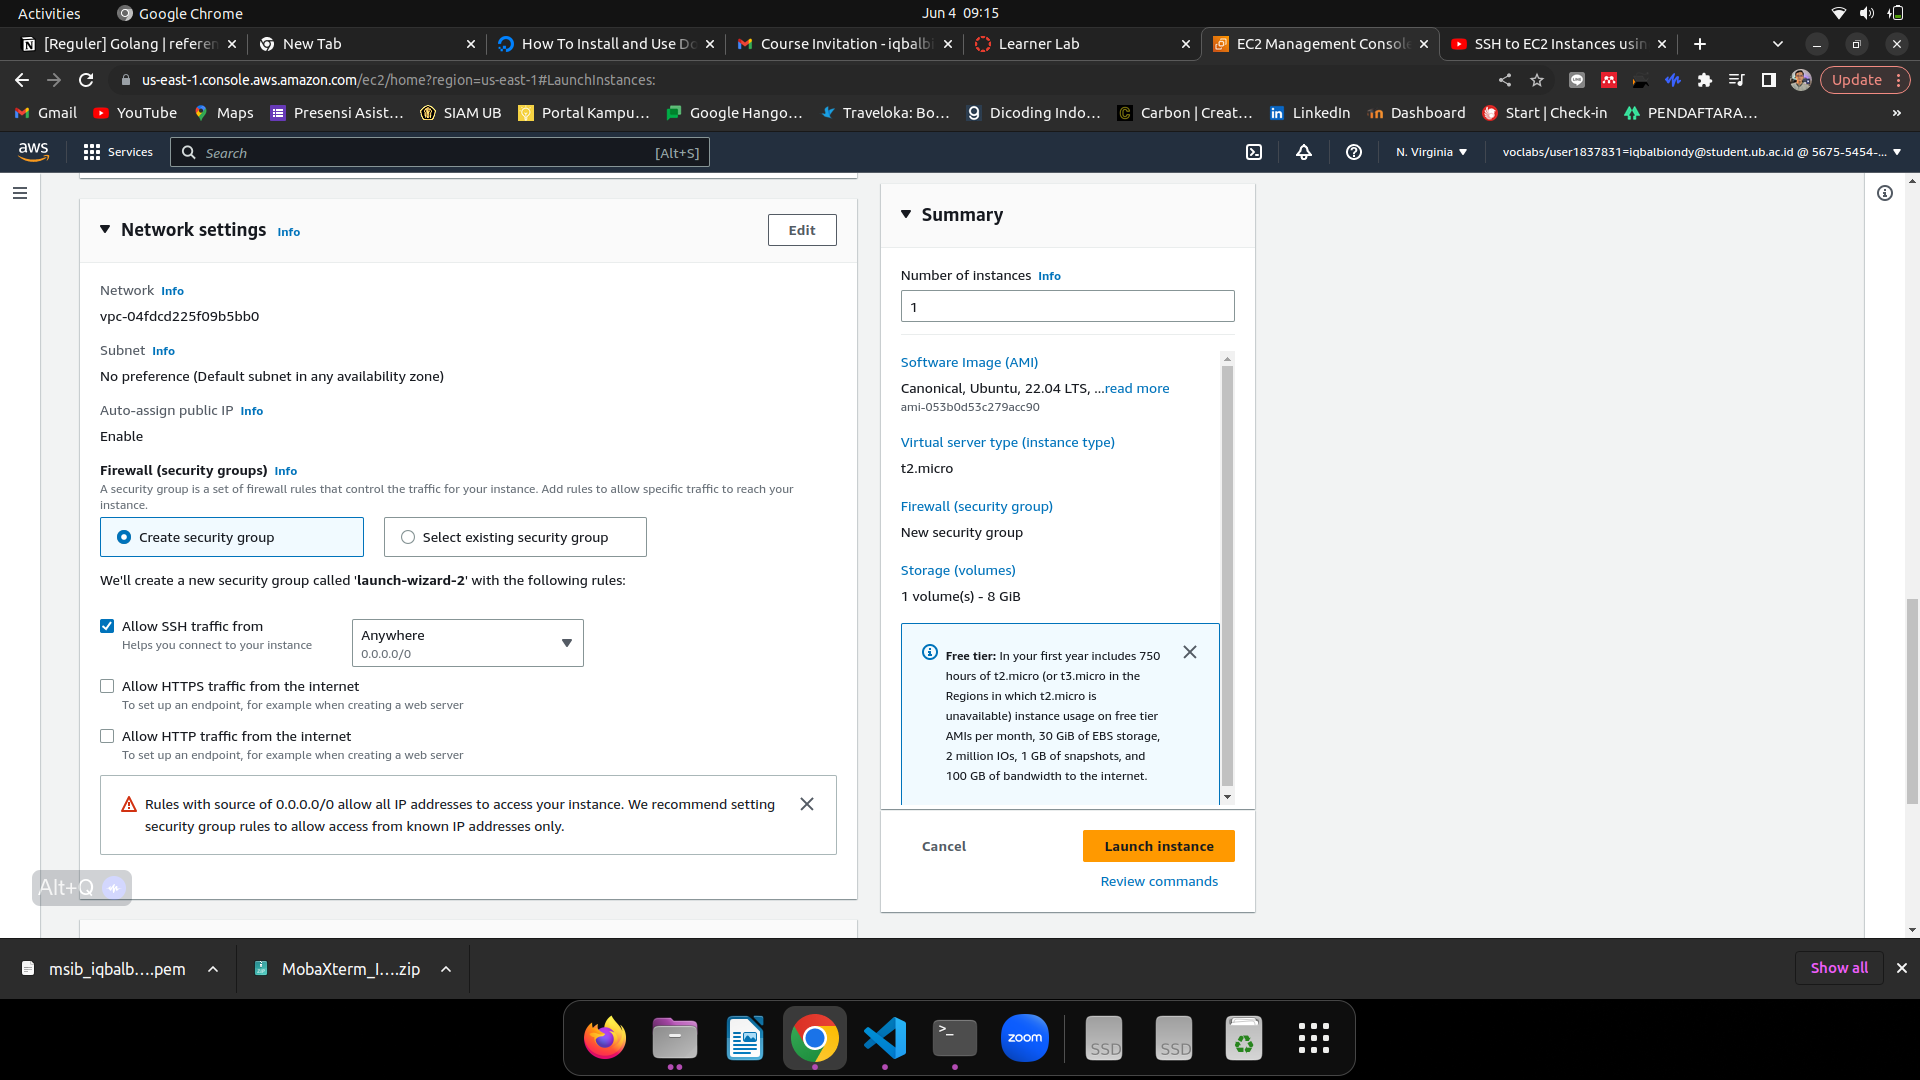 Activities
Google Chrome
Jun 4 09:15
[Reguler] Golang | referen
New Tab
How To Install and Use Do
Course Invitation - iqbalbi
Learner Lab
EC2 Management Console
SSH to EC2 Instances usin
us-east-1.console.aws.amazon.com/ec2/home?region=us-east-1#LaunchInstances:
Update
Gmail
YouTube
Maps
Presensi Asist...
SIAM UB
Portal Kampu...
Google Hango...
Traveloka: Bo...
Dicoding Indo...
Carbon | Creat...
LinkedIn
Dashboard
Start | Check-in
PENDAFTARA...
»
aws
Services
Search
[Alt+S]
N. Virginia
voclabs/user1837831=iqbalbiondy@student.ub.ac.id @ 5675-5454-...
Network settings Info
Edit
Network Info
vpc-04fdcd225f09b5bb0
Subnet Info
No preference (Default subnet in any availability zone)
Auto-assign public IP Info
Enable
Firewall (security groups) Info
A security group is a set of firewall rules that control the traffic for your instance. Add rules to allow specific traffic to reach your
instance.
Create security group
Select existing security group
We'll create a new security group called 'launch-wizard-2' with the following rules:
Allow SSH traffic from
Helps you connect to your instance
Anywhere
0.0.0.0/0
Allow HTTPS traffic from the internet
To set up an endpoint, for example when creating a web server
Allow HTTP traffic from the internet
To set up an endpoint, for example when creating a web server
Rules with source of 0.0.0.0/0 allow all IP addresses to access your instance. We recommend setting
security group rules to allow access from known IP addresses only.
Alt+Q
Summary
Number of instances Info
1
Software Image (AMI)
Canonical, Ubuntu, 22.04 LTS, ...read more
ami-053b0d53c279acc90
Virtual server type (instance type)
t2.micro
Firewall (security group)
New security group
Storage (volumes)
1 volume(s) - 8 GiB
Free tier: In your first year includes 750
hours of t2.micro (or t3.micro in the
Regions in which t2.micro is
unavailable) instance usage on free tier
AMIs per month, 30 GiB of EBS storage,
2 million IOs, 1 GB of snapshots, and
100 GB of bandwidth to the internet.
Cancel
Launch instance
Review commands
msib_iqbalb....pem
MobaXterm_I....zip
Show all
zoom
SSD
SSD